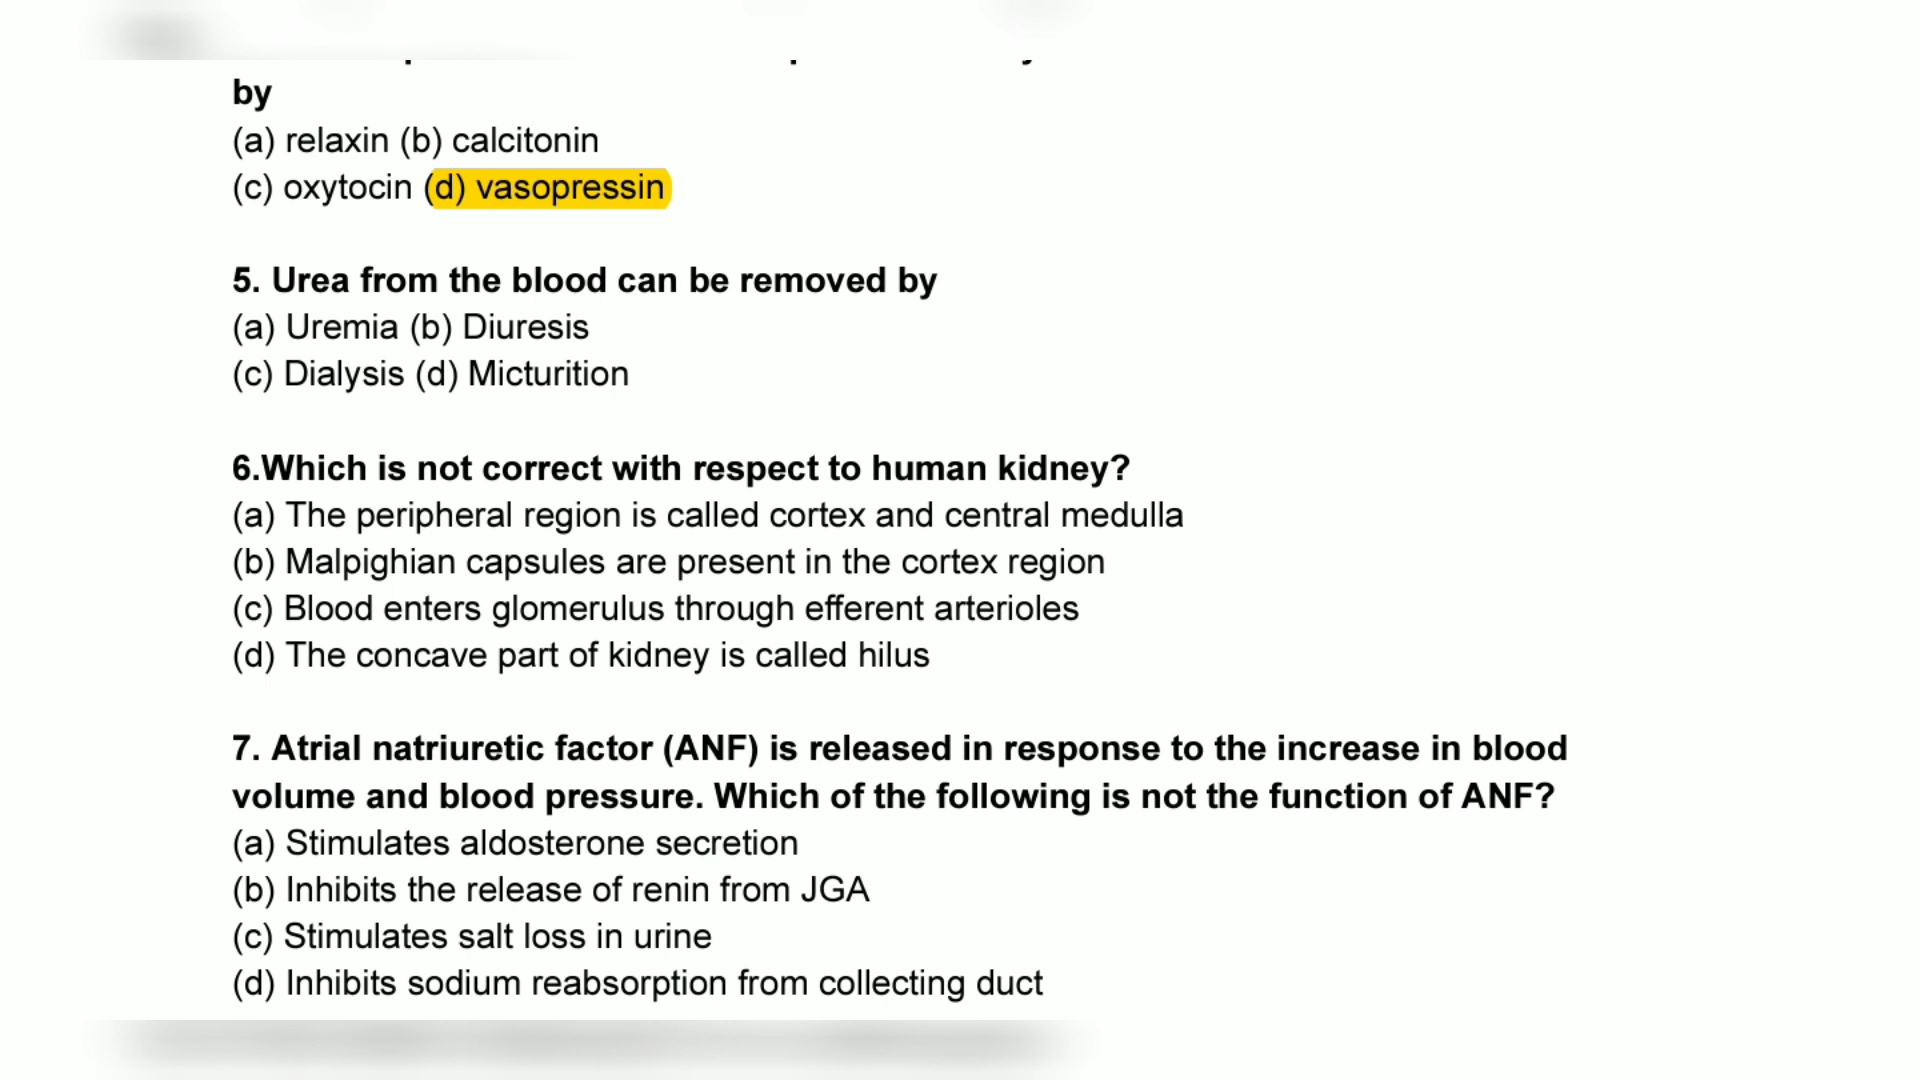 by
(a) relaxin (b) calcitonin
(c) oxytocin (d) vasopressin
5. Urea from the blood can be removed by
(a) Uremia (b) Diuresis
(c) Dialysis (d) Micturition
6.Which is not correct with respect to human kidney?
(a) The peripheral region is called cortex and central medulla
(b) Malpighian capsules are present in the cortex region
(c) Blood enters glomerulus through efferent arterioles
(d) The concave part of kidney is called hilus
7. Atrial natriuretic factor (ANF) is released in response to the increase in blood
volume and blood pressure. Which of the following is not the function of ANF?
(a) Stimulates aldosterone secretion
(b) Inhibits the release of renin from JGA
(c) Stimulates salt loss in urine
(d) Inhibits sodium reabsorption from collecting duct